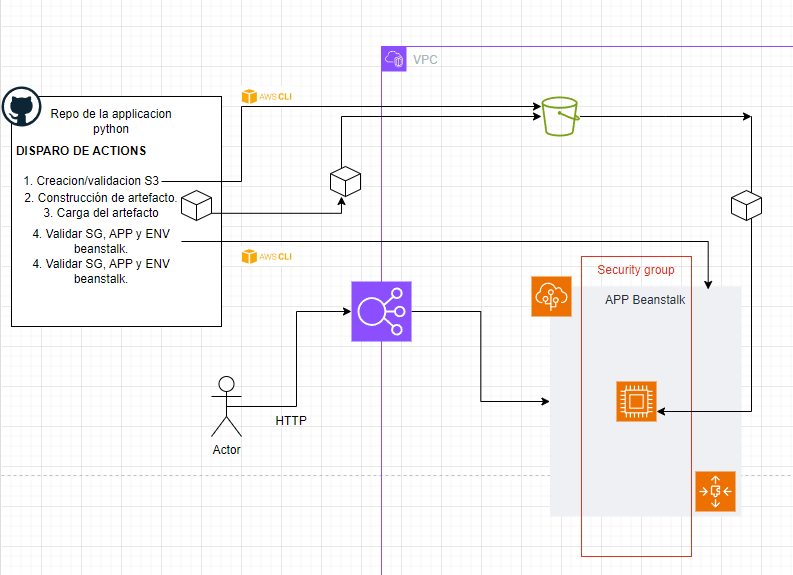 VPC
AWS CLI
Repo de la applicacion
python
DISPARO DE ACTIONS
1. Creacion/validacion S3
2. Construcción de artefacto.
3. Carga del artefacto
4. Validar SG, APP y ENV
beanstalk.
4. Validar SG, APP y ENV
beanstalk.
AWS CLI
Security group
APP Beanstalk
HTTP
Actor